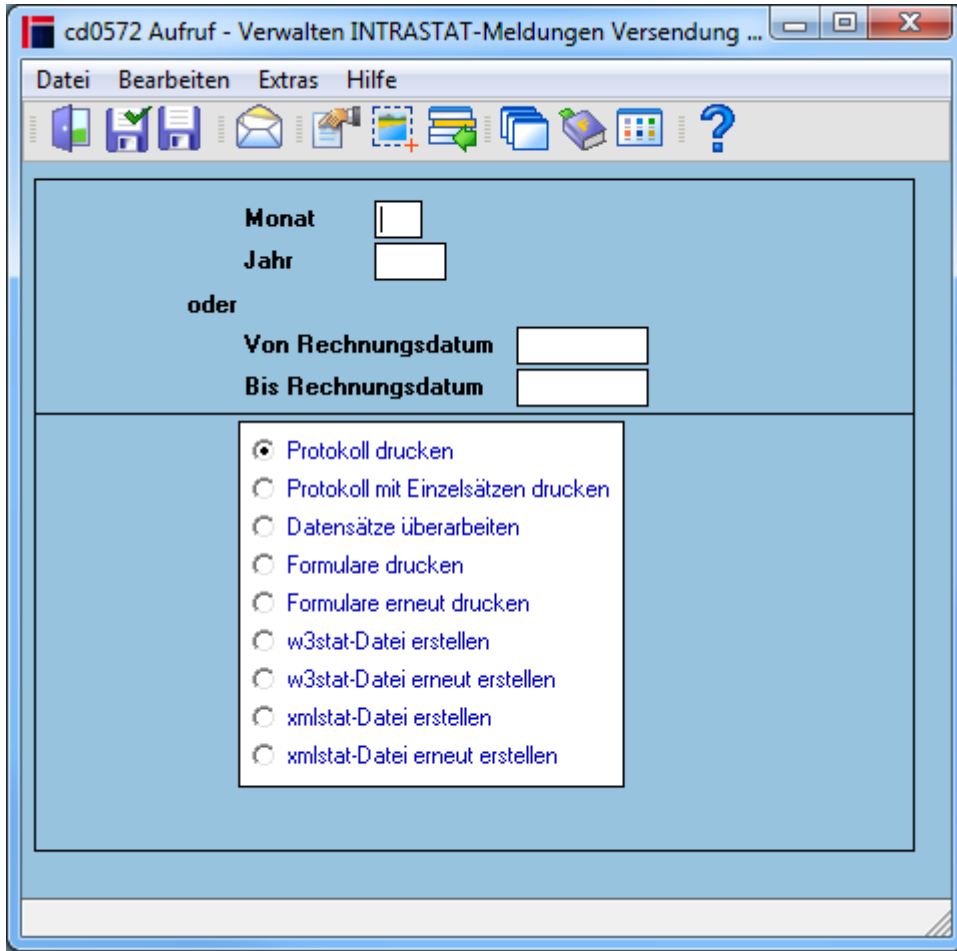 cd0572 Aufruf - Verwalten INTRASTAT-Meldungen Versendung ...
Datei Bearbeiten Extras Hilfe
Monat
Jahr
oder
Von Rechnungsdatum
Bis Rechnungsdatum
Protokoll drucken
Protokoll mit Einzelsätzen drucken
Datensätze überarbeiten
Formulare drucken
Formulare erneut drucken
w3stat-Datei erstellen
w3stat-Datei erneut erstellen
xmlstat-Datei erstellen
xmlstat-Datei erneut erstellen